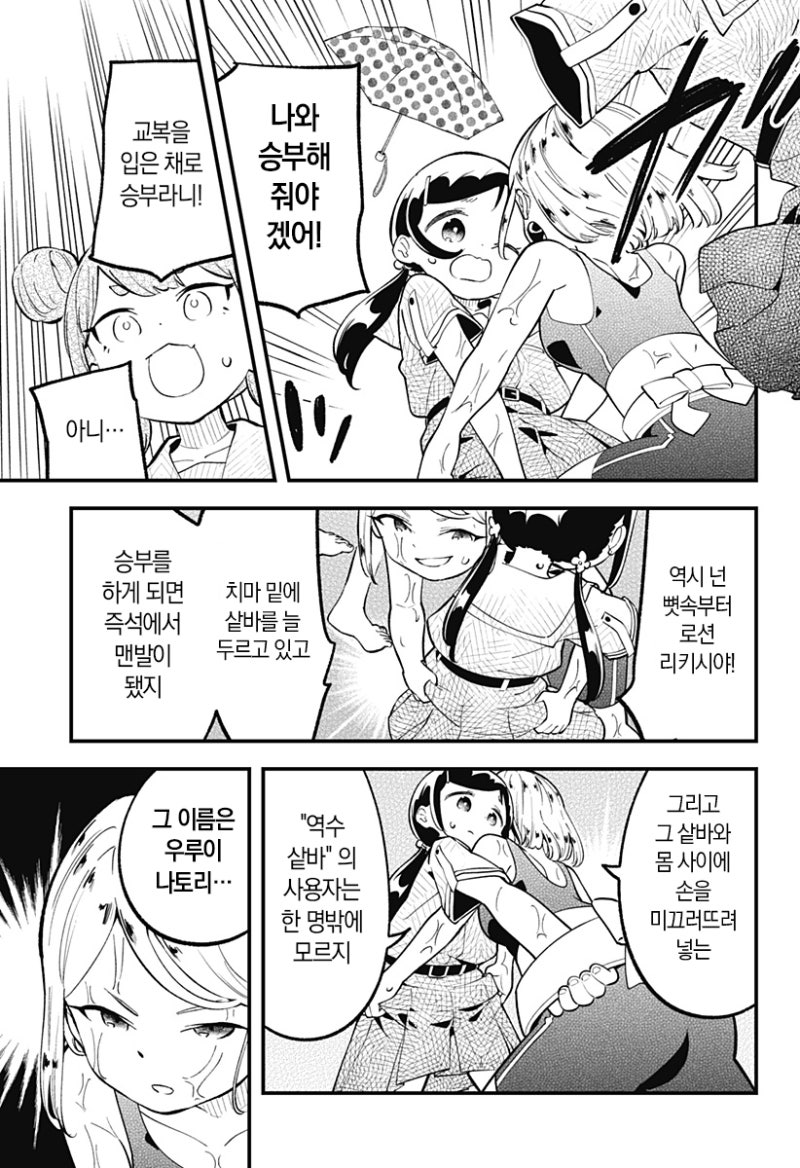 나와
승부해
줘야
겠어!
교복을
입은 채로
승부라니!
아니…
역시 넌
뼛속부터
로션
리키시야!
치마 밑에
샅바를 늘
두르고 있고
승부를
하게 되면
즉석에서
맨발이
됐지
그리고
그 샅바와
몸 사이에
손을
미끄러뜨려
넣는
"역수
샅바" 의
사용자는
한 명밖에
모르지
그 이름은
우루이
나토리…